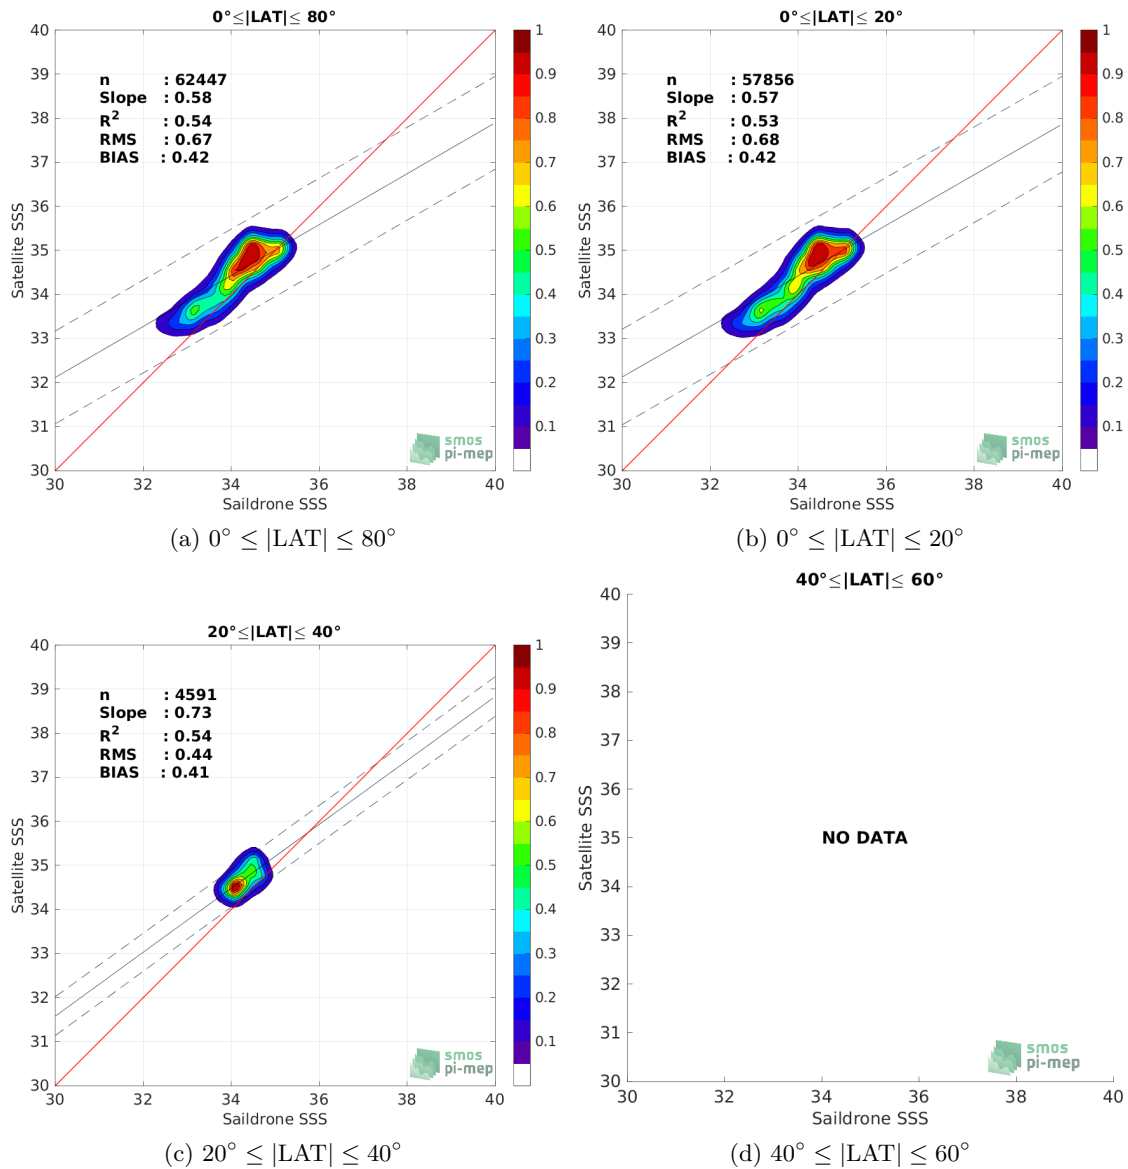 0°≤|LAT|≤ 80°
40
39
38
37
36
35
34
33
32
31
30
Satellite SSS
n : 62447
Slope : 0.58
R² : 0.54
RMS : 0.67
BIAS : 0.42
smos
pi-mep
30 32 34 36 38 40
Saildrone SSS
1
0.9
0.8
0.7
0.6
0.5
0.4
0.3
0.2
0.1
(a) 0° ≤ |LAT| ≤ 80°
0°≤|LAT|≤ 20°
40
39
38
37
36
35
34
33
32
31
30
Satellite SSS
n : 57856
Slope : 0.57
R² : 0.53
RMS : 0.68
BIAS : 0.42
smos
pi-mep
30 32 34 36 38 40
Saildrone SSS
1
0.9
0.8
0.7
0.6
0.5
0.4
0.3
0.2
0.1
(b) 0° ≤ |LAT| ≤ 20°
20°≤|LAT|≤ 40°
40
39
38
37
36
35
34
33
32
31
30
Satellite SSS
n : 4591
Slope : 0.73
R² : 0.54
RMS : 0.44
BIAS : 0.41
smos
pi-mep
30 32 34 36 38 40
Saildrone SSS
1
0.9
0.8
0.7
0.6
0.5
0.4
0.3
0.2
0.1
(c) 20° ≤ |LAT| ≤ 40°
40°≤|LAT|≤ 60°
40
39
38
37
36
35
34
33
32
31
30
Satellite SSS
NO DATA
smos
pi-mep
30 32 34 36 38 40
Saildrone SSS
(d) 40° ≤ |LAT| ≤ 60°